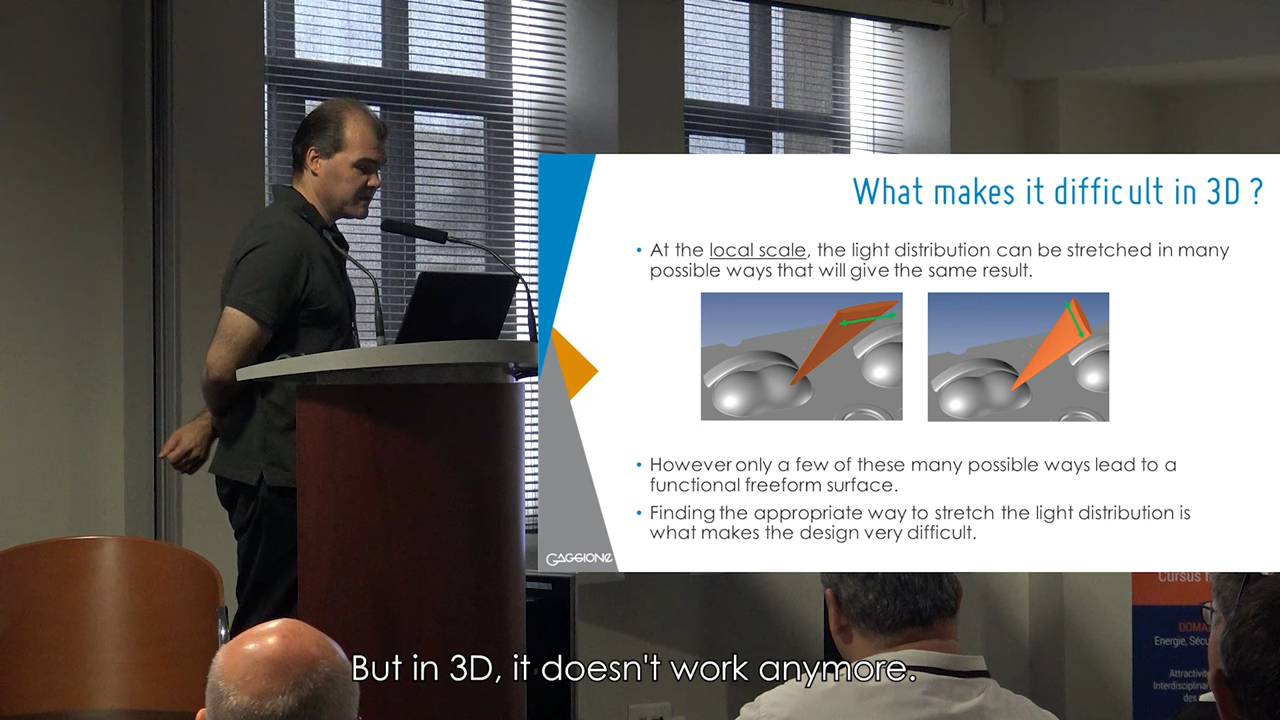 What makes it difficult in 3D ?
• At the local scale, the light distribution can be stretched in many
possible ways that will give the same result.
• However only a few of these many possible ways lead to a
functional freeform surface.
• Finding the appropriate way to stretch the light distribution is
what makes the design very difficult.
GAGGIONE
Cursus
DOMA
Energie, Sécu
Attractivité
Interdisciplinar
des
But in 3D, it doesn't work anymore.